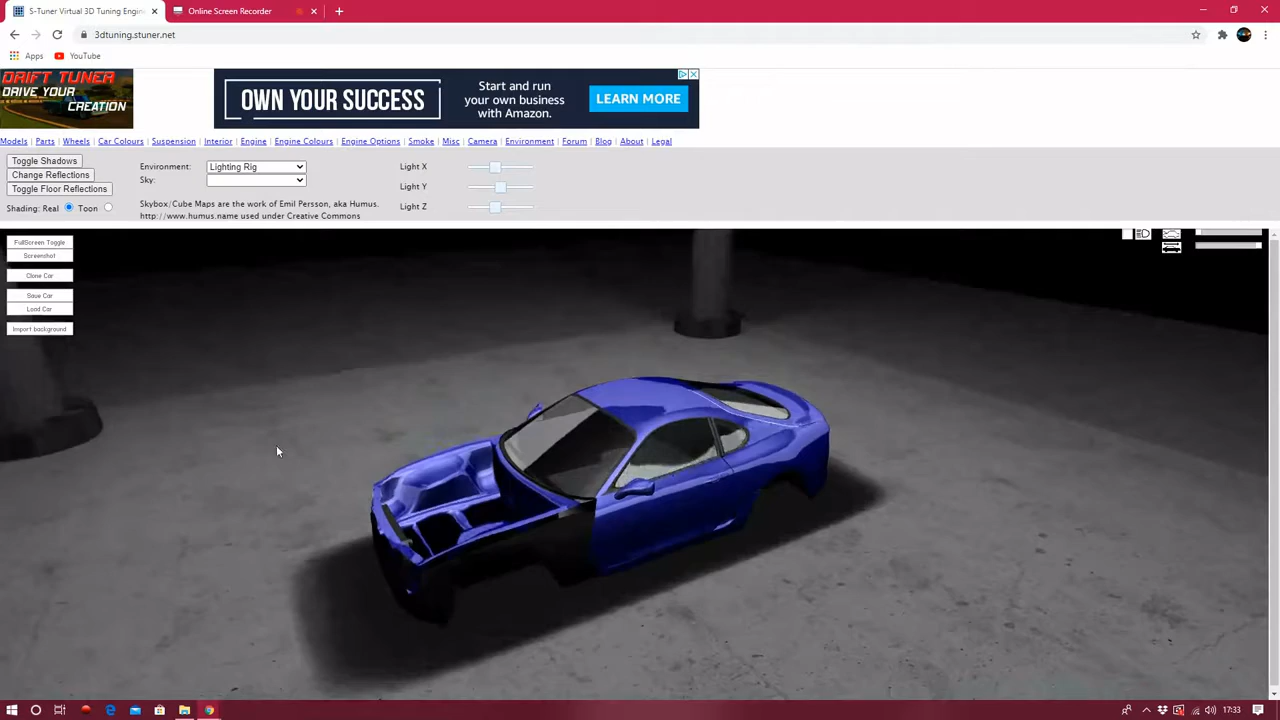 S-Tuner Virtual 3D Tuning Engin
Online Screen Recorder
3dtuning.stuner.net
Apps
YouTube
DRIFT TUNER
DRIVE YOUR
CREATION
OWN YOUR SUCCESS
Start and run
your own business
with Amazon.
LEARN MORE
Models | Parts | Wheels | Car Colours | Suspension | Interior | Engine | Engine Colours | Engine Options | Smoke | Misc | Camera | Environment | Forum | Blog | About | Legal
Toggle Shadows
Change Reflections
Toggle Floor Reflections
Shading: Real Toon
Environment: Lighting Rig
Sky:
Skybox/Cube Maps are the work of Emil Persson, aka Humus.
http://www.humus.name used under Creative Commons
Light X
Light Y
Light Z
FullScreen Toggle
Screenshot
Clone Car
Save Car
Load Car
Import background
17:33